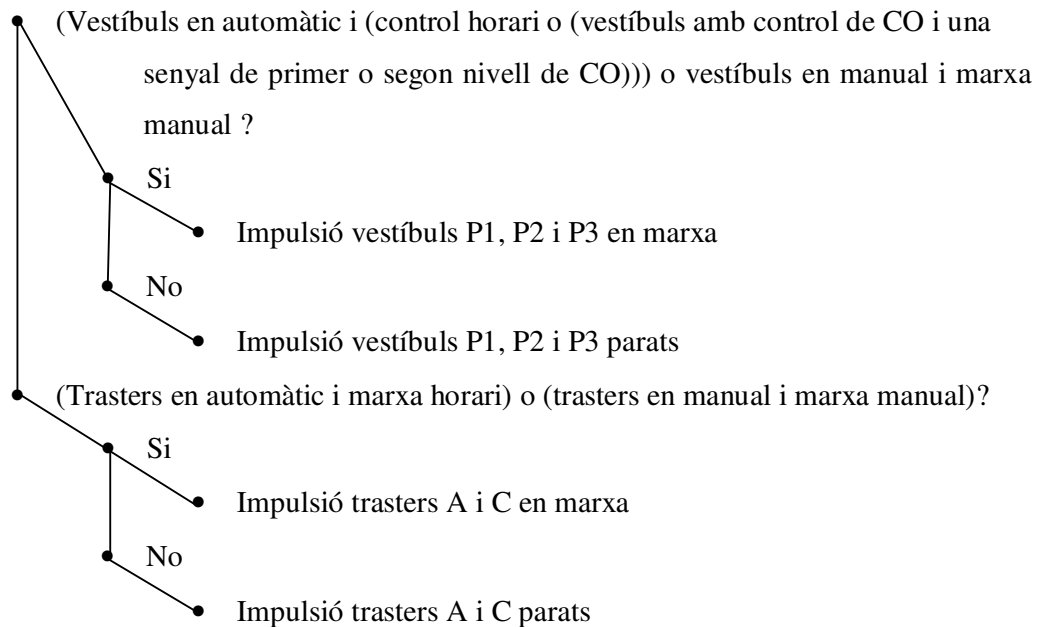 (Vestíbuls en automàtic i (control horari o (vestíbuls amb control de CO i una
senyal de primer o segon nivell de CO))) o vestíbuls en manual i marxa
manual ?
Si
Impulsió vestíbuls P1, P2 i P3 en marxa
No
Impulsió vestíbuls P1, P2 i P3 parats
(Trasters en automàtic i marxa horari) o (trasters en manual i marxa manual)?
Si
Impulsió trasters A i C en marxa
No
Impulsió trasters A i C parats